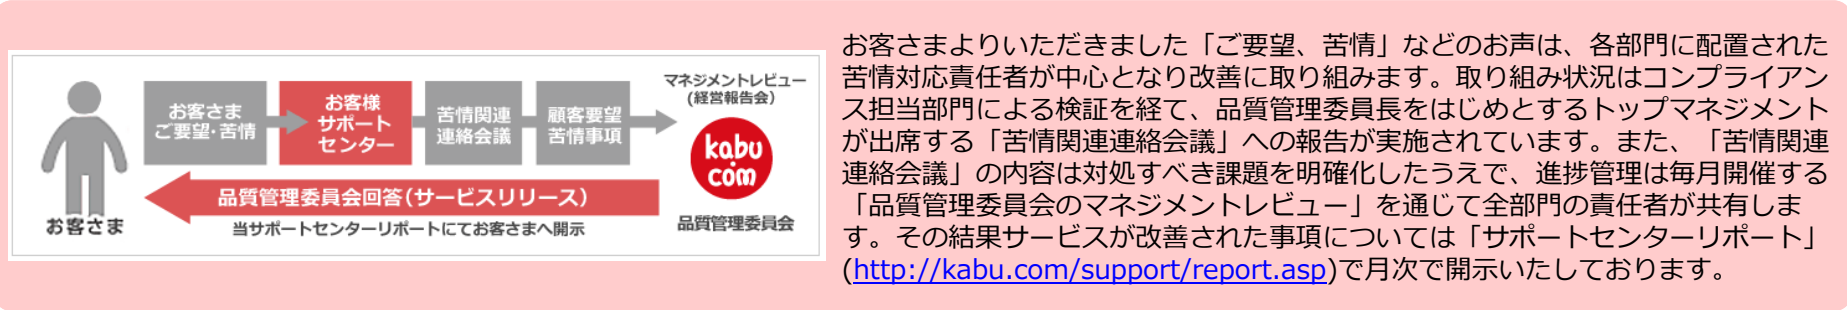 お客さま
ご要望・苦情
お客様
サポート
センター
苦情関連
連絡会議
顧客要望
苦情事項
マネジメントレビュー
(経営報告会)
kabu
.com
品質管理委員会
品質管理委員会回答(サービスリリース)
当サポートセンターリポートにてお客さまへ開示
お客さま
お客さまよりいただきました「ご要望、苦情」などのお声は、各部門に配置された
苦情対応責任者が中心となり改善に取り組みます。取り組み状況はコンプライアン
ス担当部門による検証を経て、品質管理委員長をはじめとするトップマネジメント
が出席する「苦情関連連絡会議」への報告が実施されています。また、「苦情関連
連絡会議」の内容は対処すべき課題を明確化したうえで、進捗管理は毎月開催する
「品質管理委員会のマネジメントレビュー」を通じて全部門の責任者が共有しま
す。その結果サービスが改善された事項については「サポートセンターリポート」
(http://kabu.com/support/report.asp)で月次で開示いたしております。